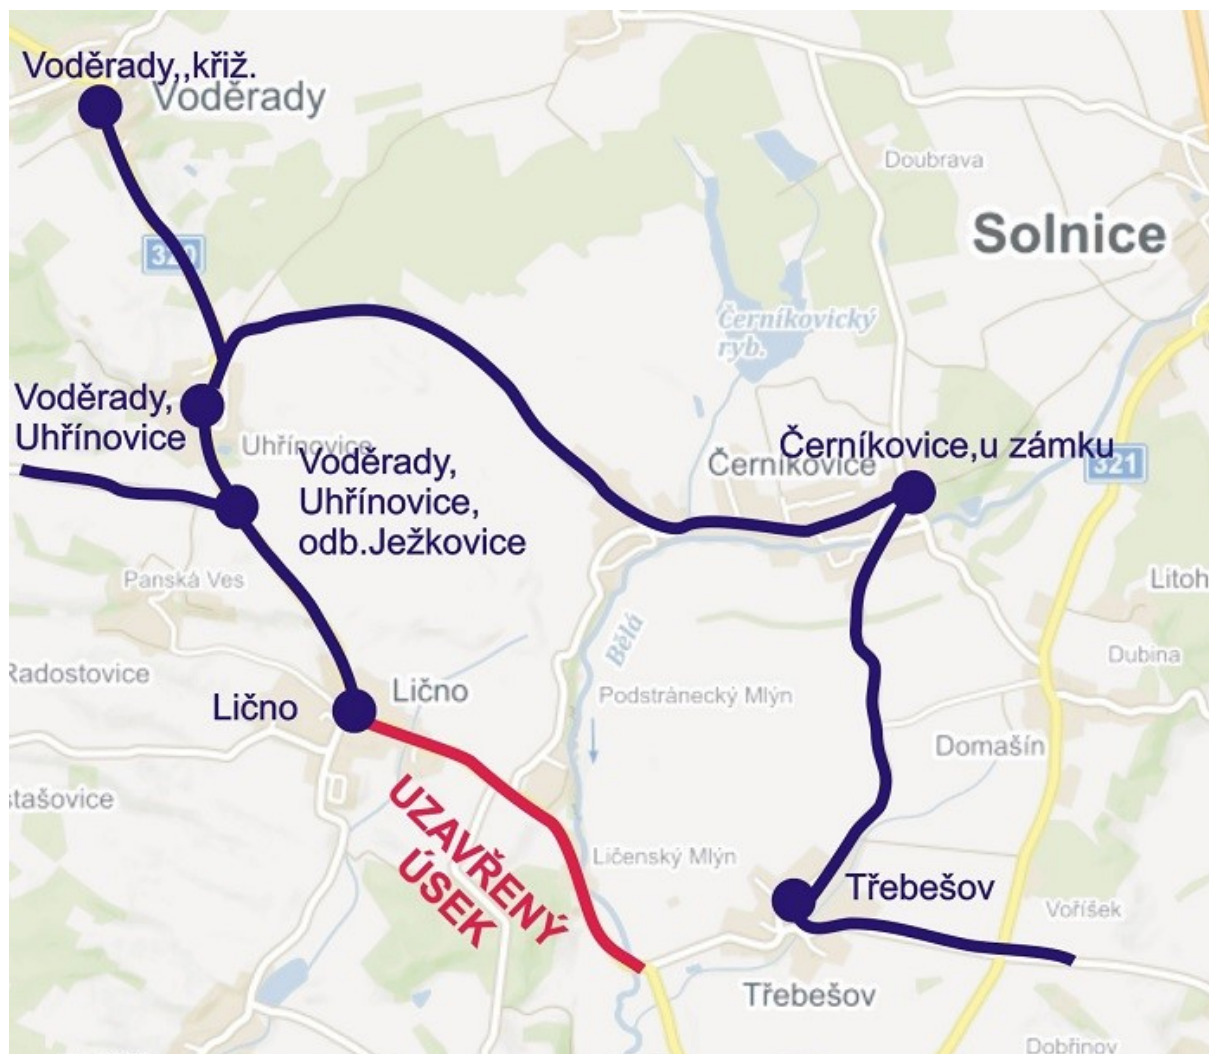 Voděrady,,křiž.
Voděrady
Doubrava
Solnice
320
Černíkovický
ryb.
Voděrady,
Uhřínovice
Uhřínovice
Voděrady,
Uhřínovice,
odb.Ježkovice
Černíkovice,u zámku
Černíkovice
321
Panská Ves
Litoh
Bělá
Dubina
Radostovice
Podstránecký Mlýn
Lično
Lično
Domašín
stašovice
UZAVŘENÝ
ÚSEK
Ličenský Mlýn
Třebešov
Voříšek
Třebešov
Dobřinov